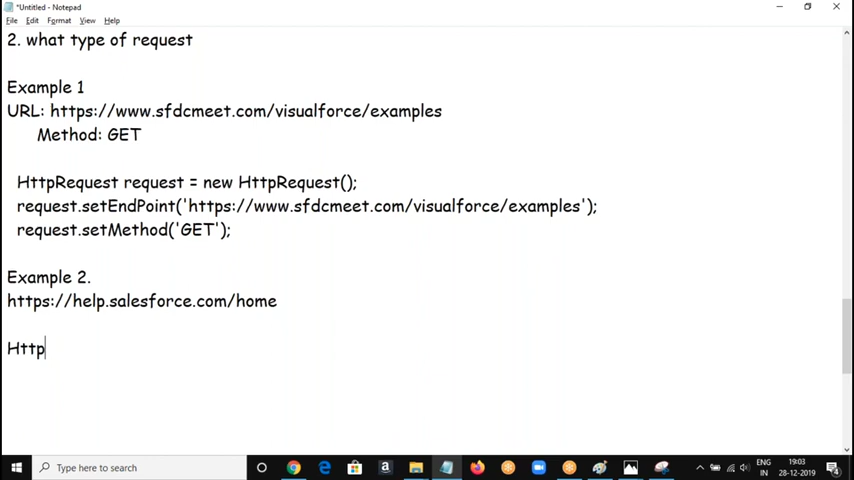 *Untitled - Notepad
File Edit Format View Help
2. what type of request
Example 1
URL: https://www.sfdcmeet.com/visualforce/examples
Method: GET
HttpRequest request = new HttpRequest();
request.setEndPoint('https://www.sfdcmeet.com/visualforce/examples');
request.setMethod('GET');
Example 2.
https://help.salesforce.com/home
Http
Type here to search
ENG
IN
19:03
28-12-2019
4